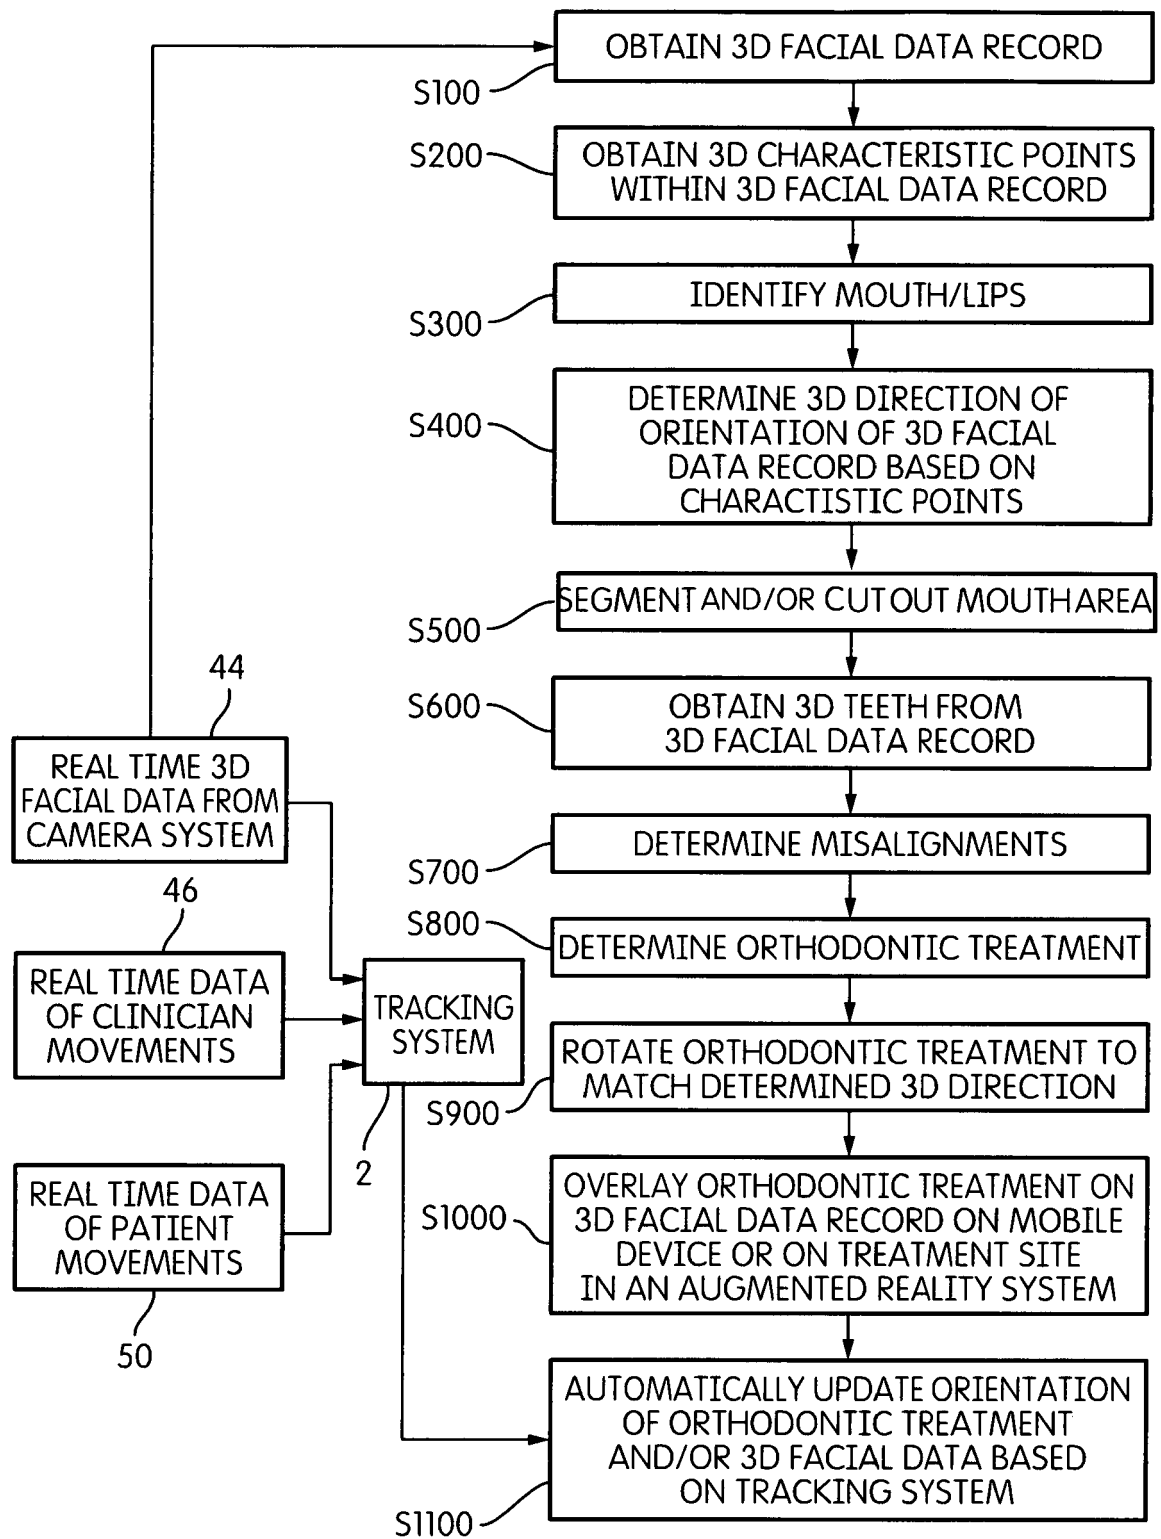 OBTAIN 3D FACIAL DATA RECORD
S100
S200
OBTAIN 3D CHARACTERISTIC POINTS
WITHIN 3D FACIAL DATA RECORD
IDENTIFY MOUTH/LIPS
S300
DETERMINE 3D DIRECTION OF
ORIENTATION OF 3D FACIAL
DATA RECORD BASED ON
CHARACTISTIC POINTS
S400
SEGMENT AND/OR CUT OUT MOUTH AREA
S500
S600
OBTAIN 3D TEETH FROM
3D FACIAL DATA RECORD
DETERMINE MISALIGNMENTS
S700
S800
DETERMINE ORTHODONTIC TREATMENT
ROTATE ORTHODONTIC TREATMENT TO
MATCH DETERMINED 3D DIRECTION
S900
S1000
OVERLAY ORTHODONTIC TREATMENT ON
3D FACIAL DATA RECORD ON MOBILE
DEVICE OR ON TREATMENT SITE
IN AN AUGMENTED REALITY SYSTEM
AUTOMATICALLY UPDATE ORIENTATION
OF ORTHODONTIC TREATMENT
AND/OR 3D FACIAL DATA BASED
ON TRACKING SYSTEM
S1100
44
REAL TIME 3D
FACIAL DATA FROM
CAMERA SYSTEM
46
REAL TIME DATA
OF CLINICIAN
MOVEMENTS
TRACKING
SYSTEM
2
REAL TIME DATA
OF PATIENT
MOVEMENTS
50